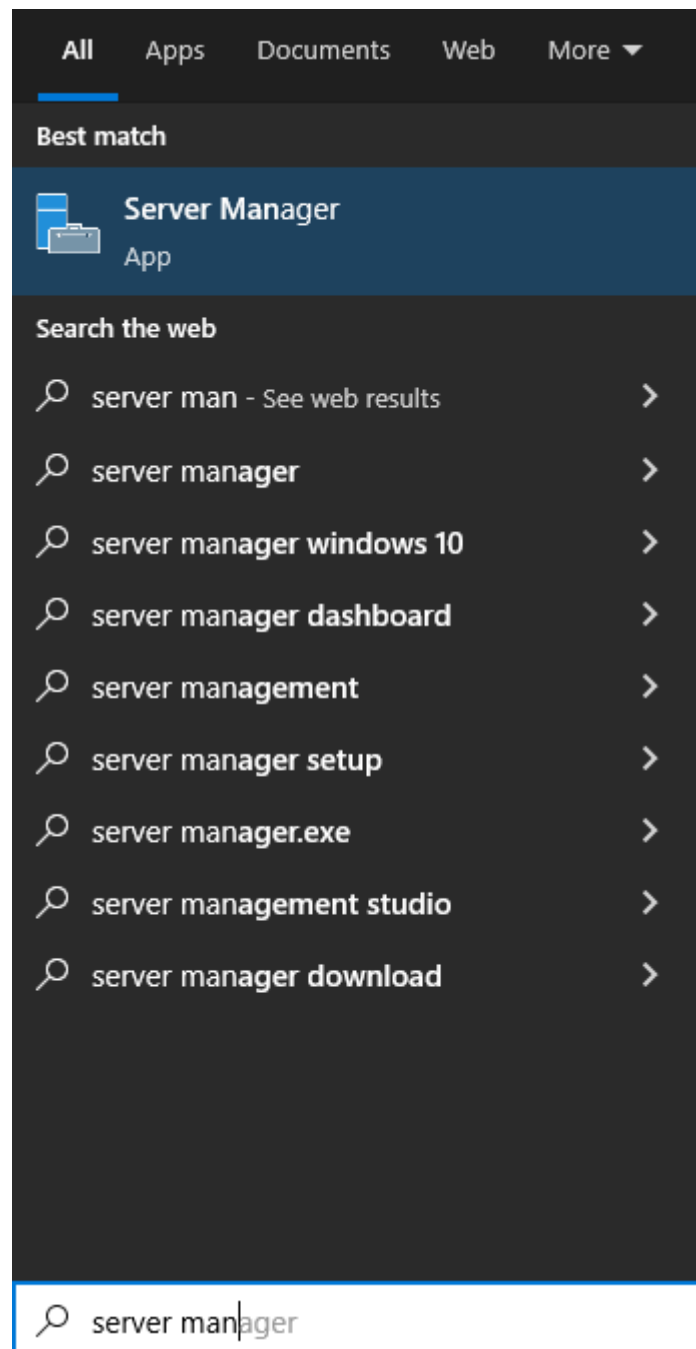 All Apps Documents Web More
Best match
Server Manager
App
Search the web
server man - See web results
server manager
server manager windows 10
server manager dashboard
server management
server manager setup
server manager.exe
server management studio
server manager download
server manager